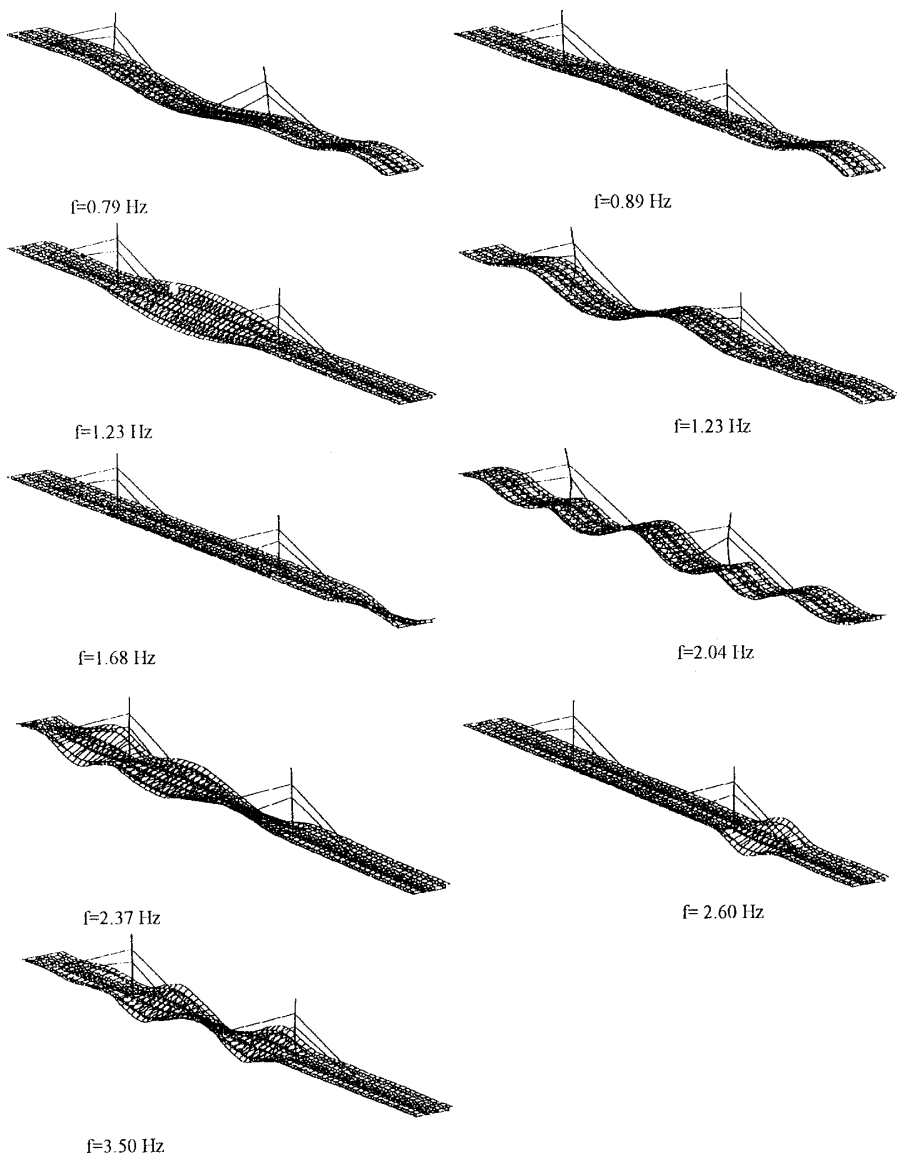 f=0.79 Hz
f=0.89 Hz
f=1.23 Hz
f=1.23 Hz
f=1.68 Hz
f=2.04 Hz
f=2.37 Hz
f= 2.60 Hz
f=3.50 Hz